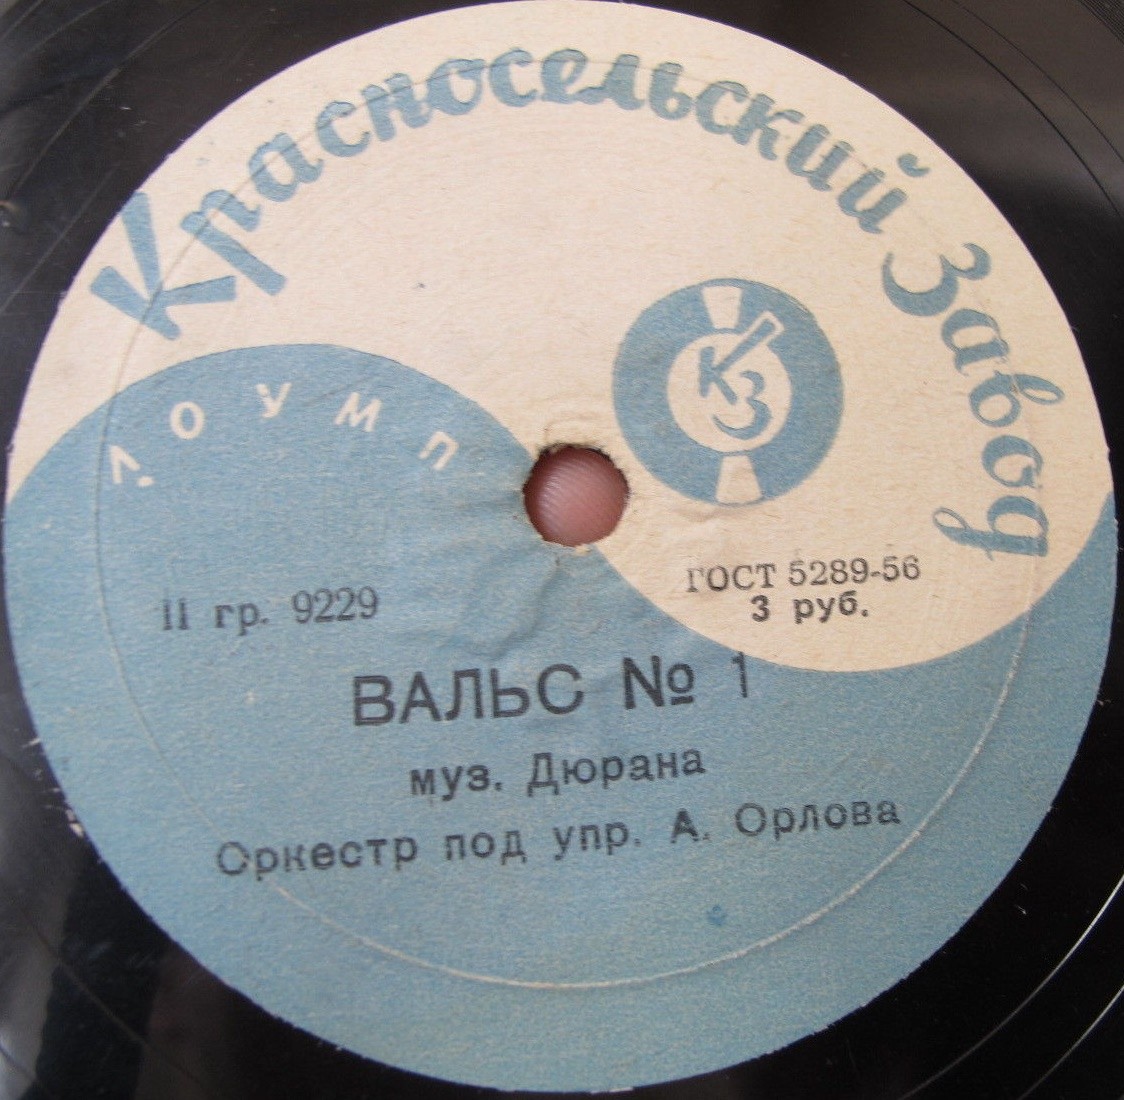 Красносельский Завод
ЛОУМП
КЗ
ГОСТ 5289-56
3 руб.
II гр. 9229
ВАЛЬС № 1
муз. Дюрана
Оркестр под упр. А. Орлова